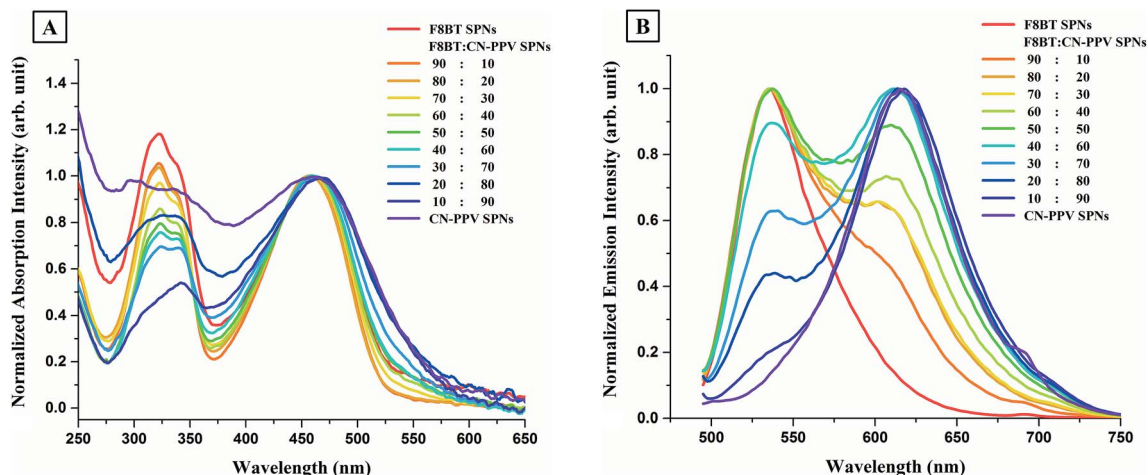 A
F8BT SPNs
F8BT:CN-PPV SPNs
90 : 10
80 : 20
70 : 30
60 : 40
50 : 50
40 : 60
30 : 70
20 : 80
10 : 90
CN-PPV SPNs
Normalized Absorption Intensity (arb. unit)
1.4
1.2
1.0
0.8
0.6
0.4
0.2
0.0
250 300 350 400 450 500 550 600 650
Wavelength (nm)
B
F8BT SPNs
F8BT:CN-PPV SPNs
90 : 10
80 : 20
70 : 30
60 : 40
50 : 50
40 : 60
30 : 70
20 : 80
10 : 90
CN-PPV SPNs
Normalized Emission Intensity (arb. unit)
1.0
0.8
0.6
0.4
0.2
0.0
500 550 600 650 700 750
Wavelength (nm)